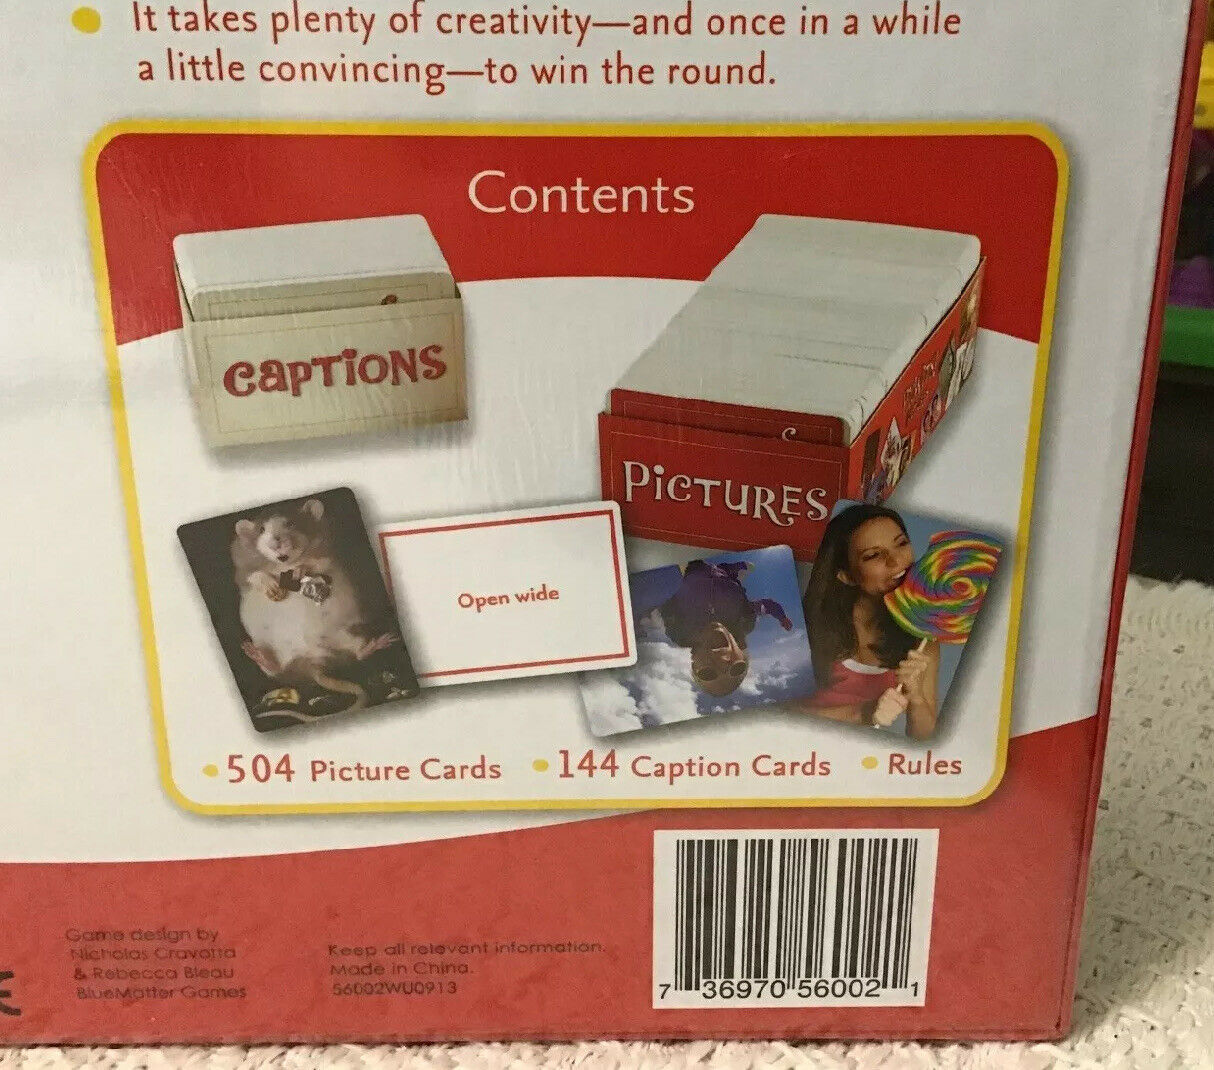 It takes plenty of creativity—and once in a while
a little convincing—to win the round.
Contents
CAPTiONS
PiCTURES
Open wide
504 Picture Cards • 144 Caption Cards • Rules
Game design by
Nicholas Cravotta
& Rebecca Bleau
BlueMatter Games
Keep all relevant information.
Made in China.
56002WU0913
7 36970 56002 1